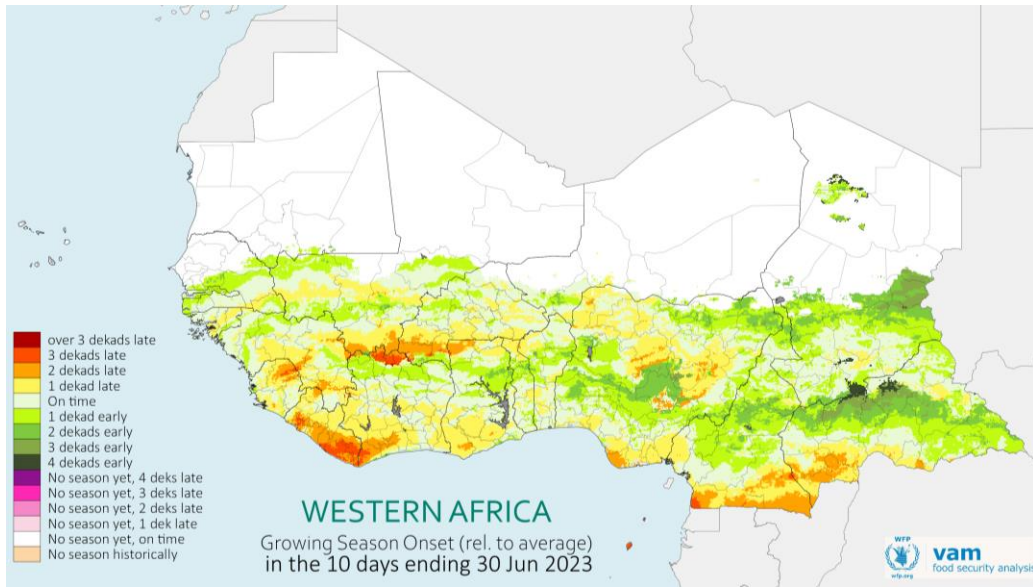 over 3 dekads late
3 dekads late
2 dekads late
1 dekad late
On time
1 dekad early
2 dekads early
3 dekads early
4 dekads early
No season yet, 4 deks late
No season yet, 3 deks late
No season yet, 2 deks late
No season yet, 1 dek late
No season yet, on time
No season historically
WESTERN AFRICA
Growing Season Onset (rel. to average)
in the 10 days ending 30 Jun 2023
WFP
wfp.org
vam
food security analysis